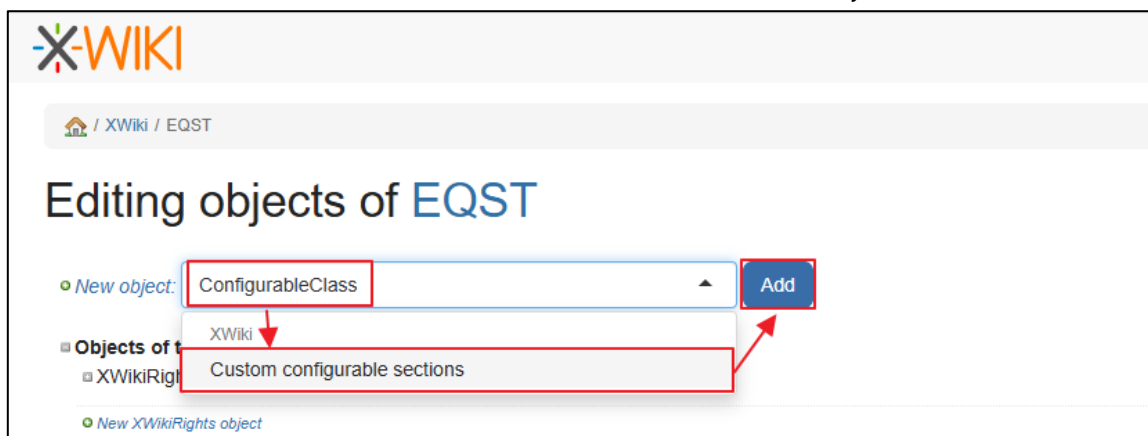 XWIKI
/ XWiki / EQST
Editing objects of EQST
New object: ConfigurableClass Add
XWiki
Objects of t
Custom configurable sections
XWikiRigh
New XWikiRights object